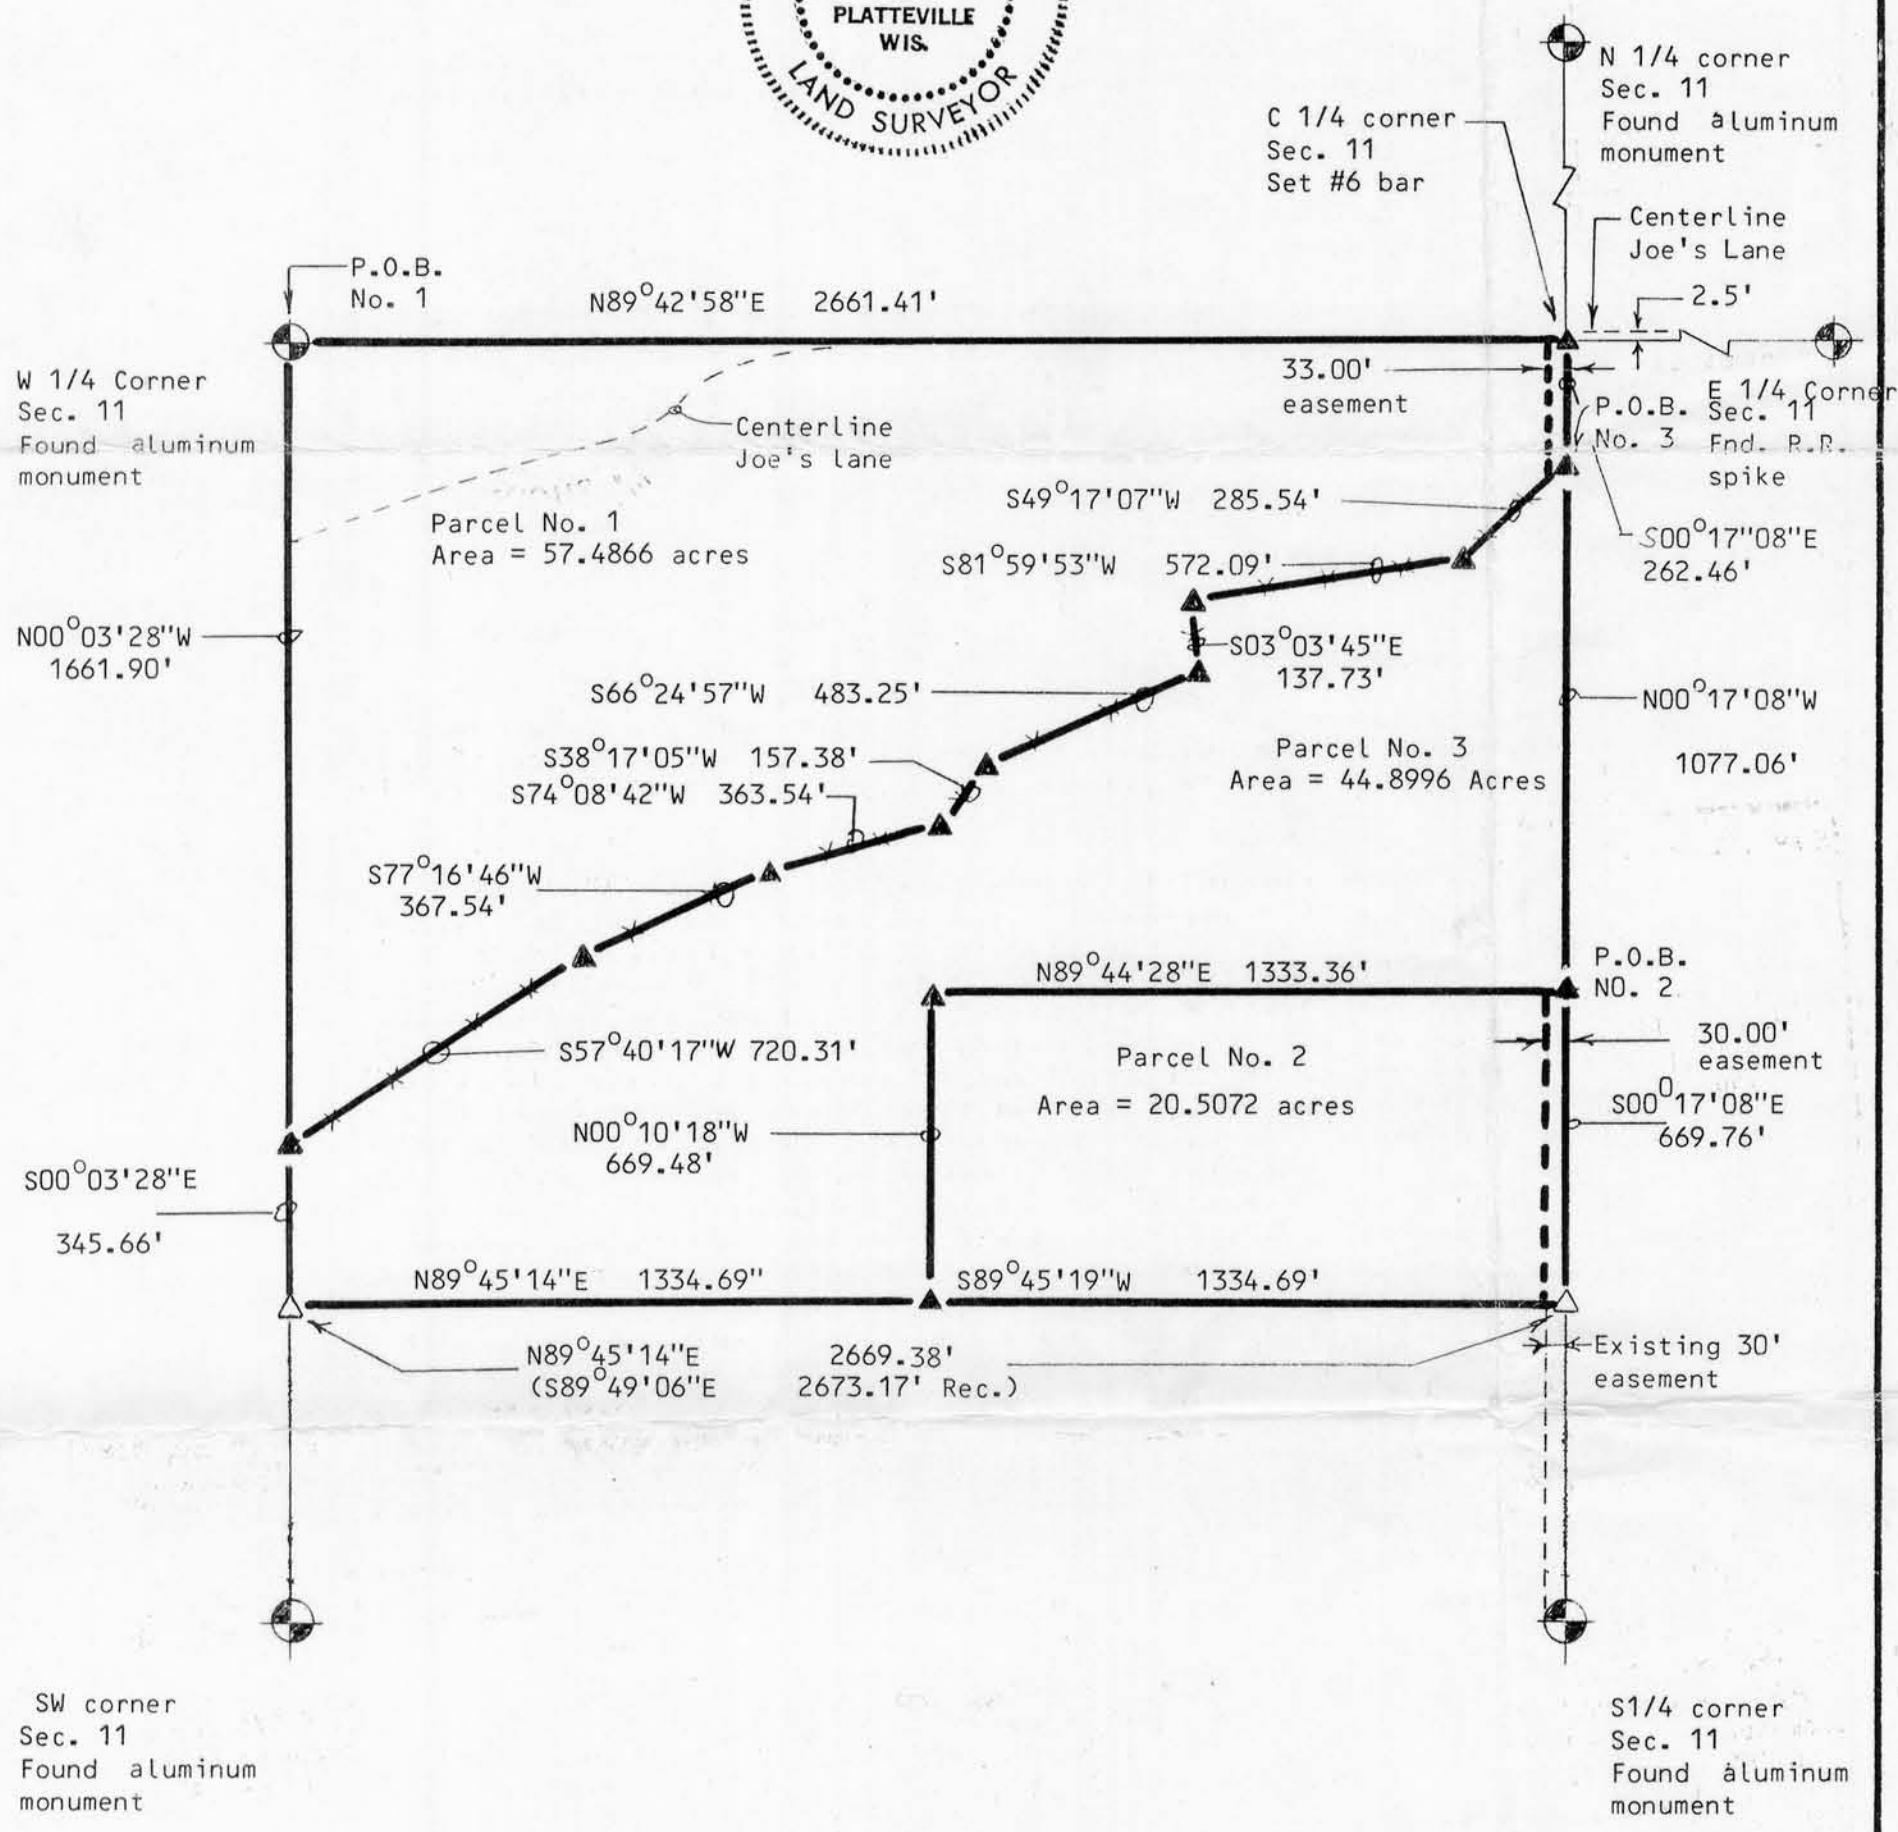 PLATTEVILLE
WIS.
LAND SURVEYOR
N 1/4 corner
Sec. 11
Found aluminum
monument
C 1/4 corner
Sec. 11
Set #6 bar
Centerline
Joe's Lane
2.5'
P.O.B.
No. 1
N89°42'58"E 2661.41'
W 1/4 Corner
Sec. 11
Found aluminum
monument
33.00'
easement
E 1/4 Corner
Sec. 11
Fnd. R.R.
spike
P.O.B.
No. 3
Centerline
Joe's lane
S49°17'07"W 285.54'
Parcel No. 1
Area = 57.4866 acres
S81°59'53"W 572.09'
S00°17"08"E
262.46'
N00°03'28"W
1661.90'
S03°03'45"E
137.73'
S66°24'57"W 483.25'
N00°17'08"W
1077.06'
S38°17'05"W 157.38'
S74°08'42"W 363.54'
Parcel No. 3
Area = 44.8996 Acres
S77°16'46"W
367.54'
N89°44'28"E 1333.36'
P.O.B.
NO. 2
30.00'
easement
S57°40'17"W 720.31'
Parcel No. 2
Area = 20.5072 acres
S00°17'08"E
669.76'
N00°10'18"W
669.48'
S00°03'28"E
345.66'
N89°45'14"E 1334.69"
S89°45'19"W 1334.69'
N89°45'14"E 2669.38'
(S89°49'06"E 2673.17' Rec.)
Existing 30'
easement
SW corner
Sec. 11
Found aluminum
monument
S1/4 corner
Sec. 11
Found aluminum
monument